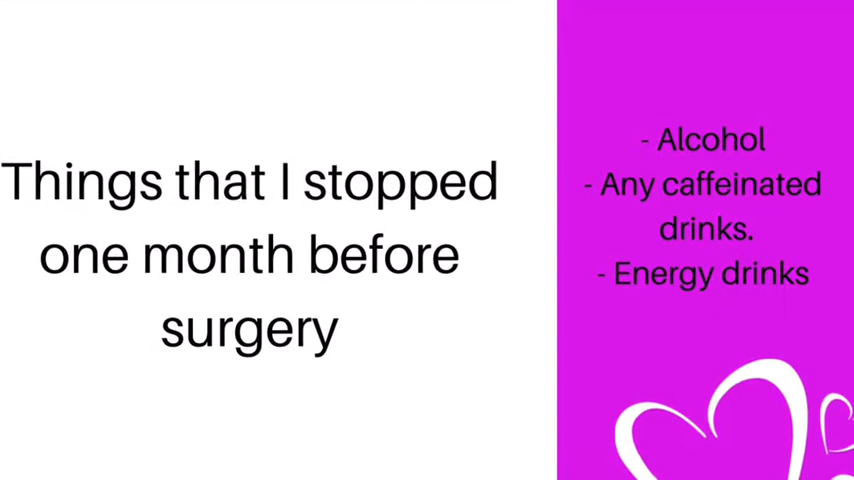 Things that I stopped
one month before
surgery
- Alcohol
- Any caffeinated
drinks.
- Energy drinks